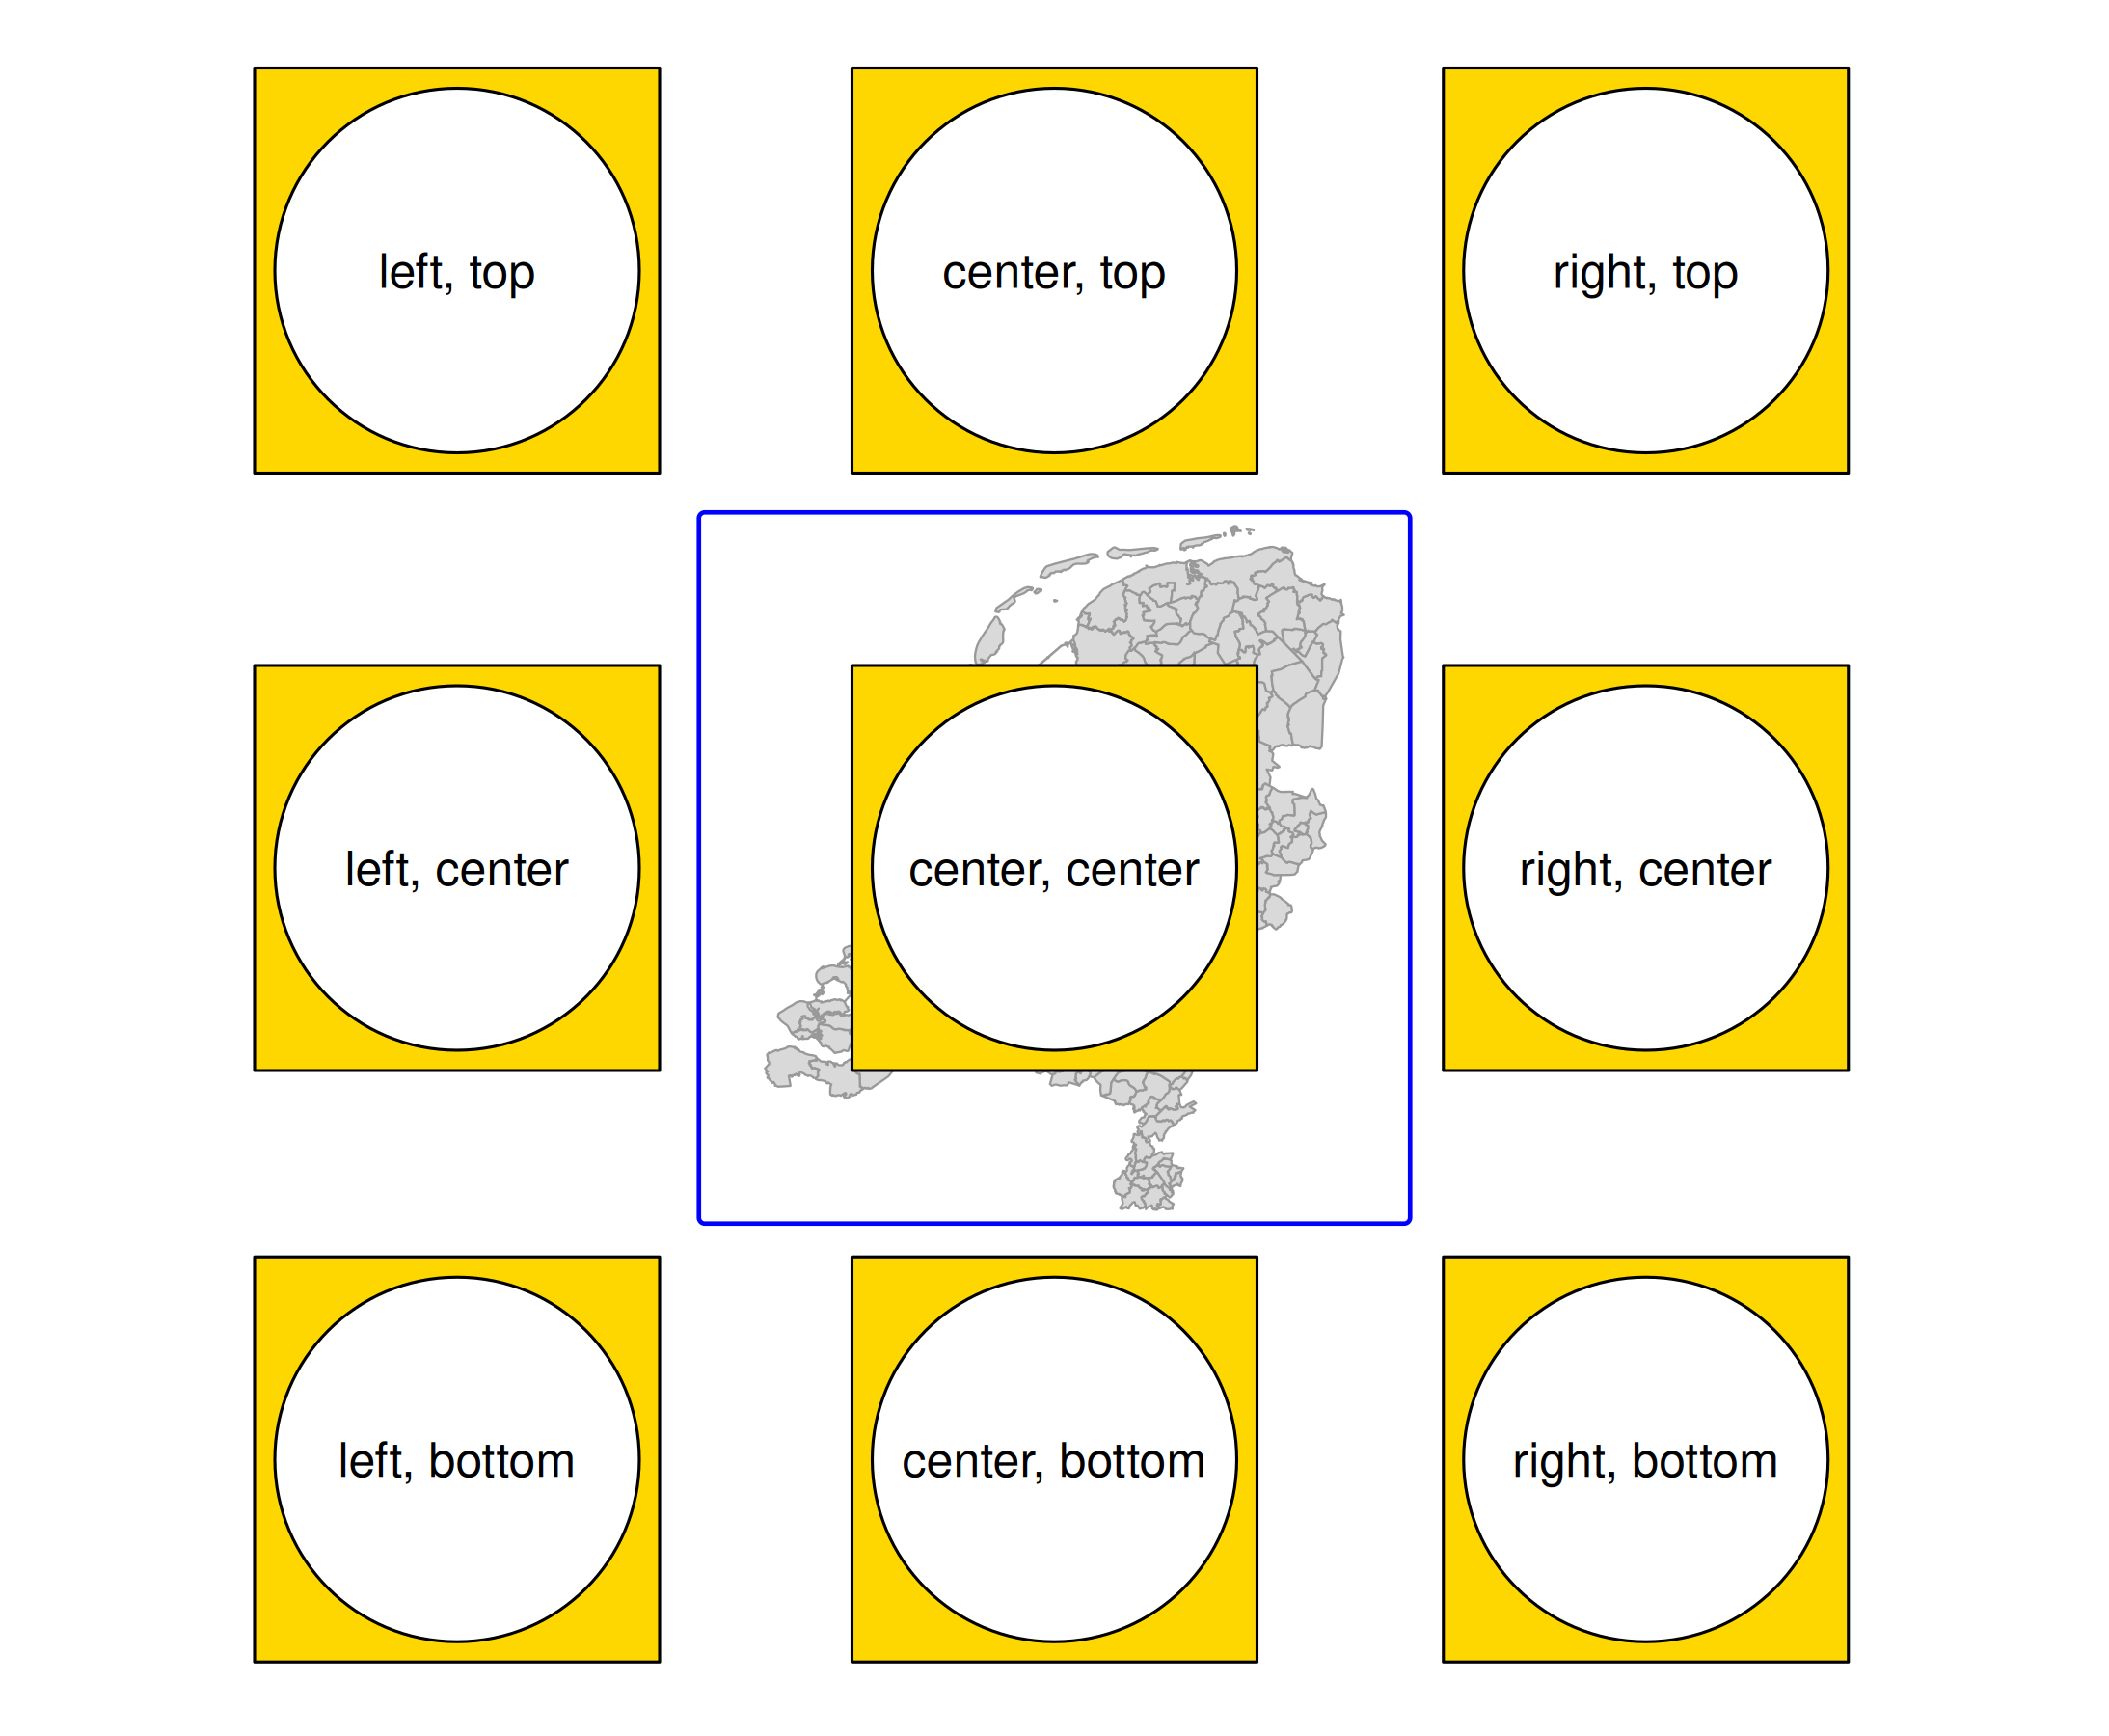 left, top
center, top
right, top
left, center
center, center
right, center
left, bottom
center, bottom
right, bottom